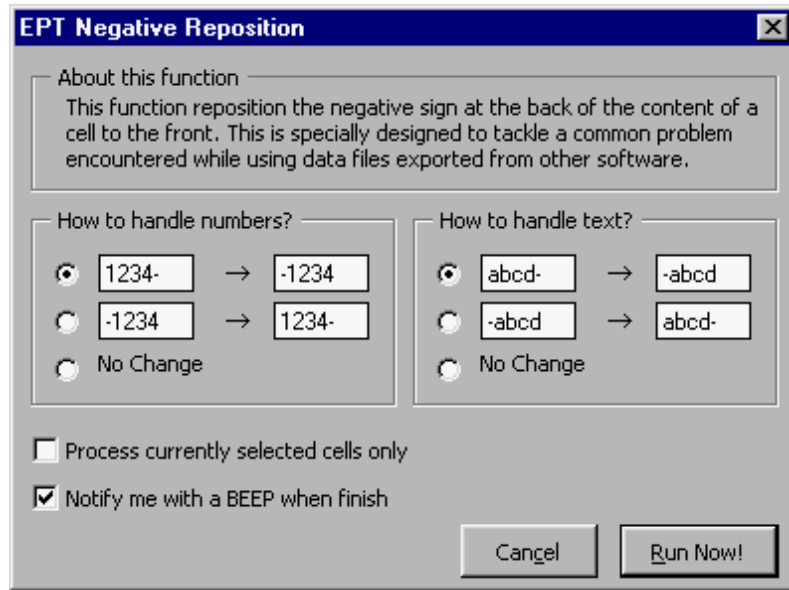 EPT Negative Reposition
About this function
This function reposition the negative sign at the back of the content of a
cell to the front. This is specially designed to tackle a common problem
encountered while using data files exported from other software.
How to handle numbers?
1234- → -1234
-1234 → 1234-
No Change
How to handle text?
abcd- → -abcd
-abcd → abcd-
No Change
Process currently selected cells only
Notify me with a BEEP when finish
Cancel
Run Now!